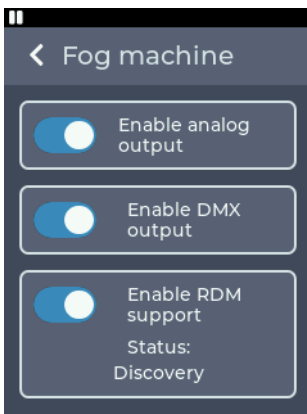 Fog machine
Enable analog
output
Enable DMX
output
Enable RDM
support
Status:
Discovery